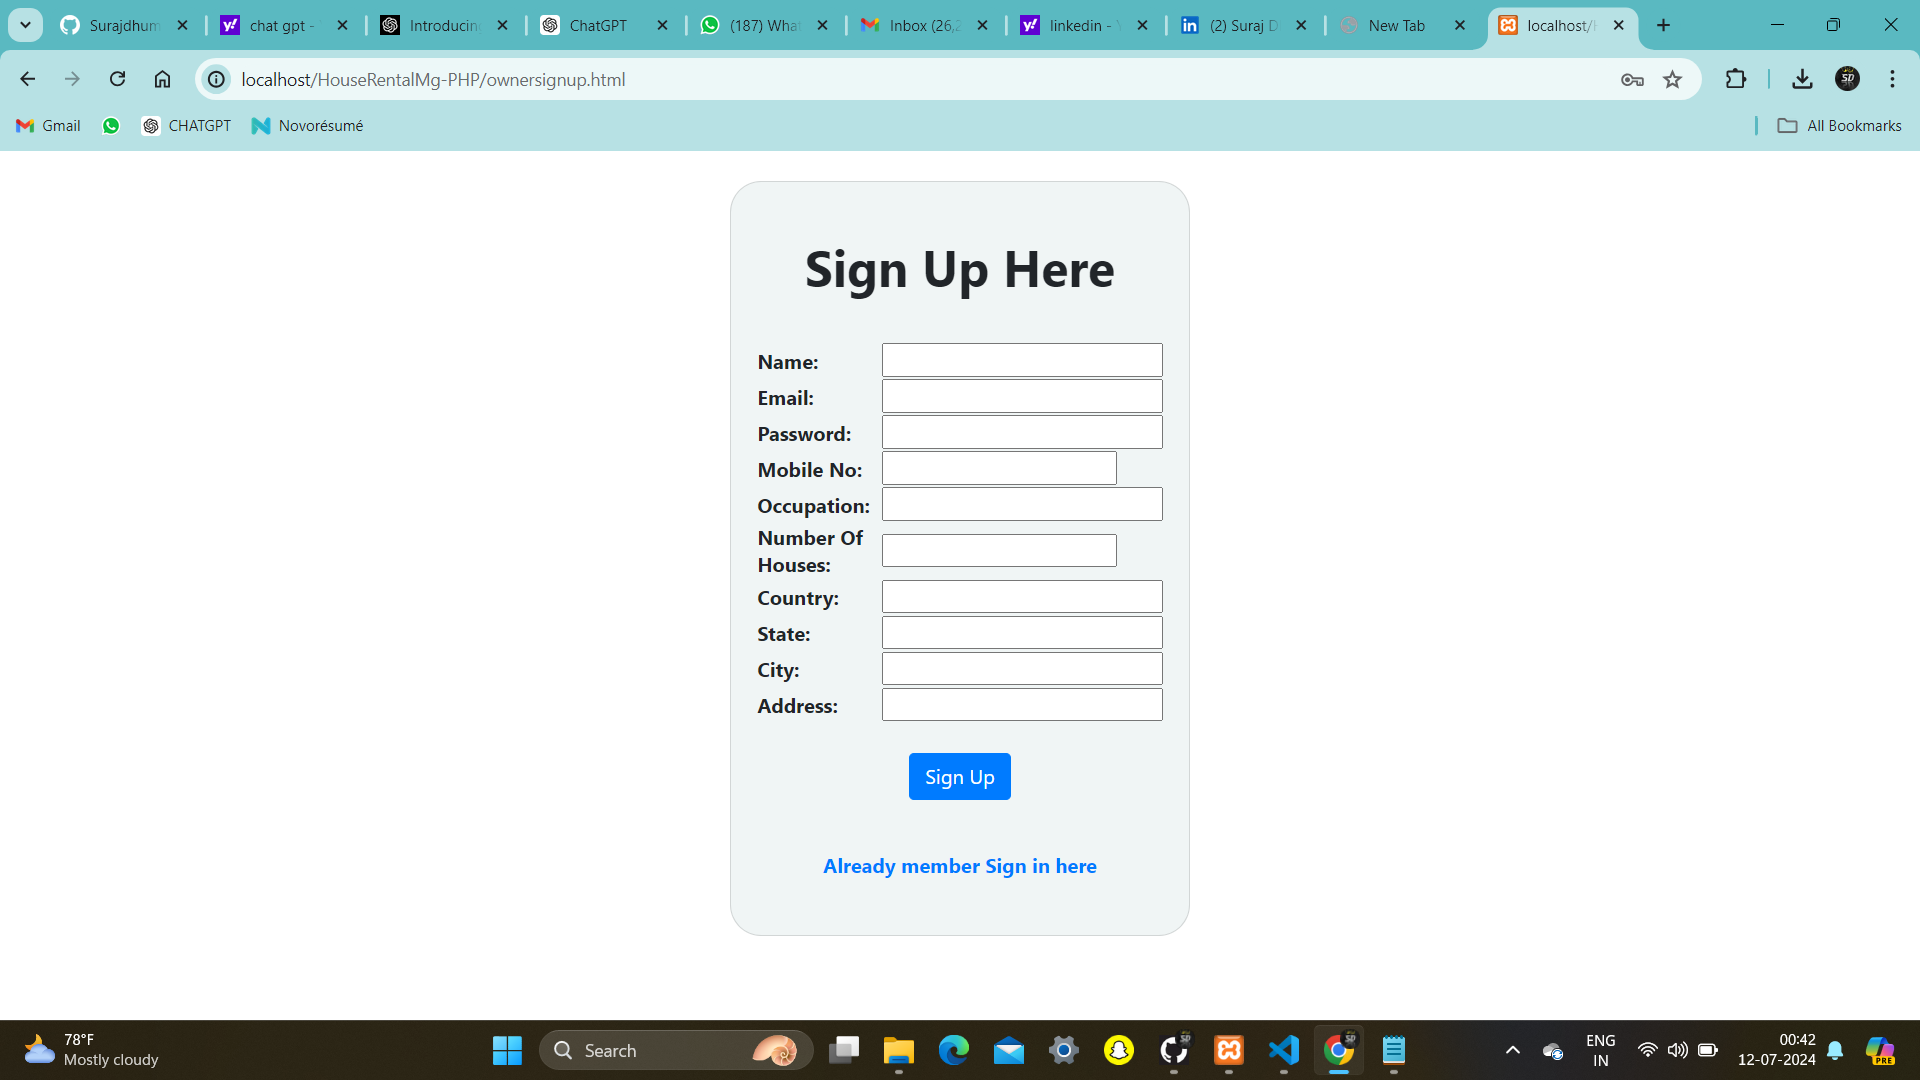 Surajdhum
chat gpt -
Introducing
ChatGPT
(187) What
Inbox (26,2
linkedin - Y
(2) Suray D
New Tab
localhost/H
localhost/HouseRentalMg-PHP/ownersignup.html
Gmail
CHATGPT
Novorésumé
All Bookmarks
Sign Up Here
Name:
Email:
Password:
Mobile No:
Occupation:
Number Of
Houses:
Country:
State:
City:
Address:
Sign Up
Already member Sign in here
78°F
Mostly cloudy
Search
ENG
IN
00:42
12-07-2024
PRE